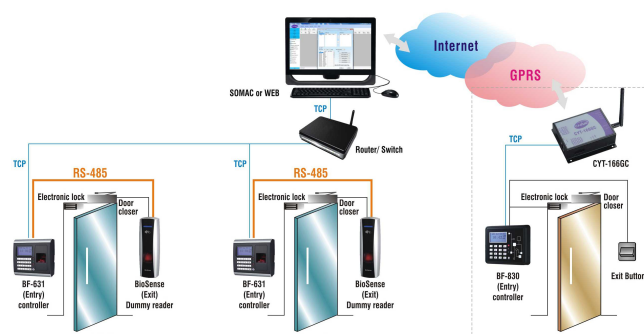 Internet
GPRS
SOMAC or WEB
TCP
Router/ Switch
TCP
CYT-166GC
TCP
RS-485
TCP
RS-485
TCP
Electronic lock
Door
closer
Electronic lock
Door
closer
Electronic lock
Door
closer
BF-631
(Entry)
controller
BioSense
(Exit)
Dummy reader
BF-631
(Entry)
controller
BioSense
(Exit)
Dummy reader
BF-830
(Entry)
controller
Exit Button